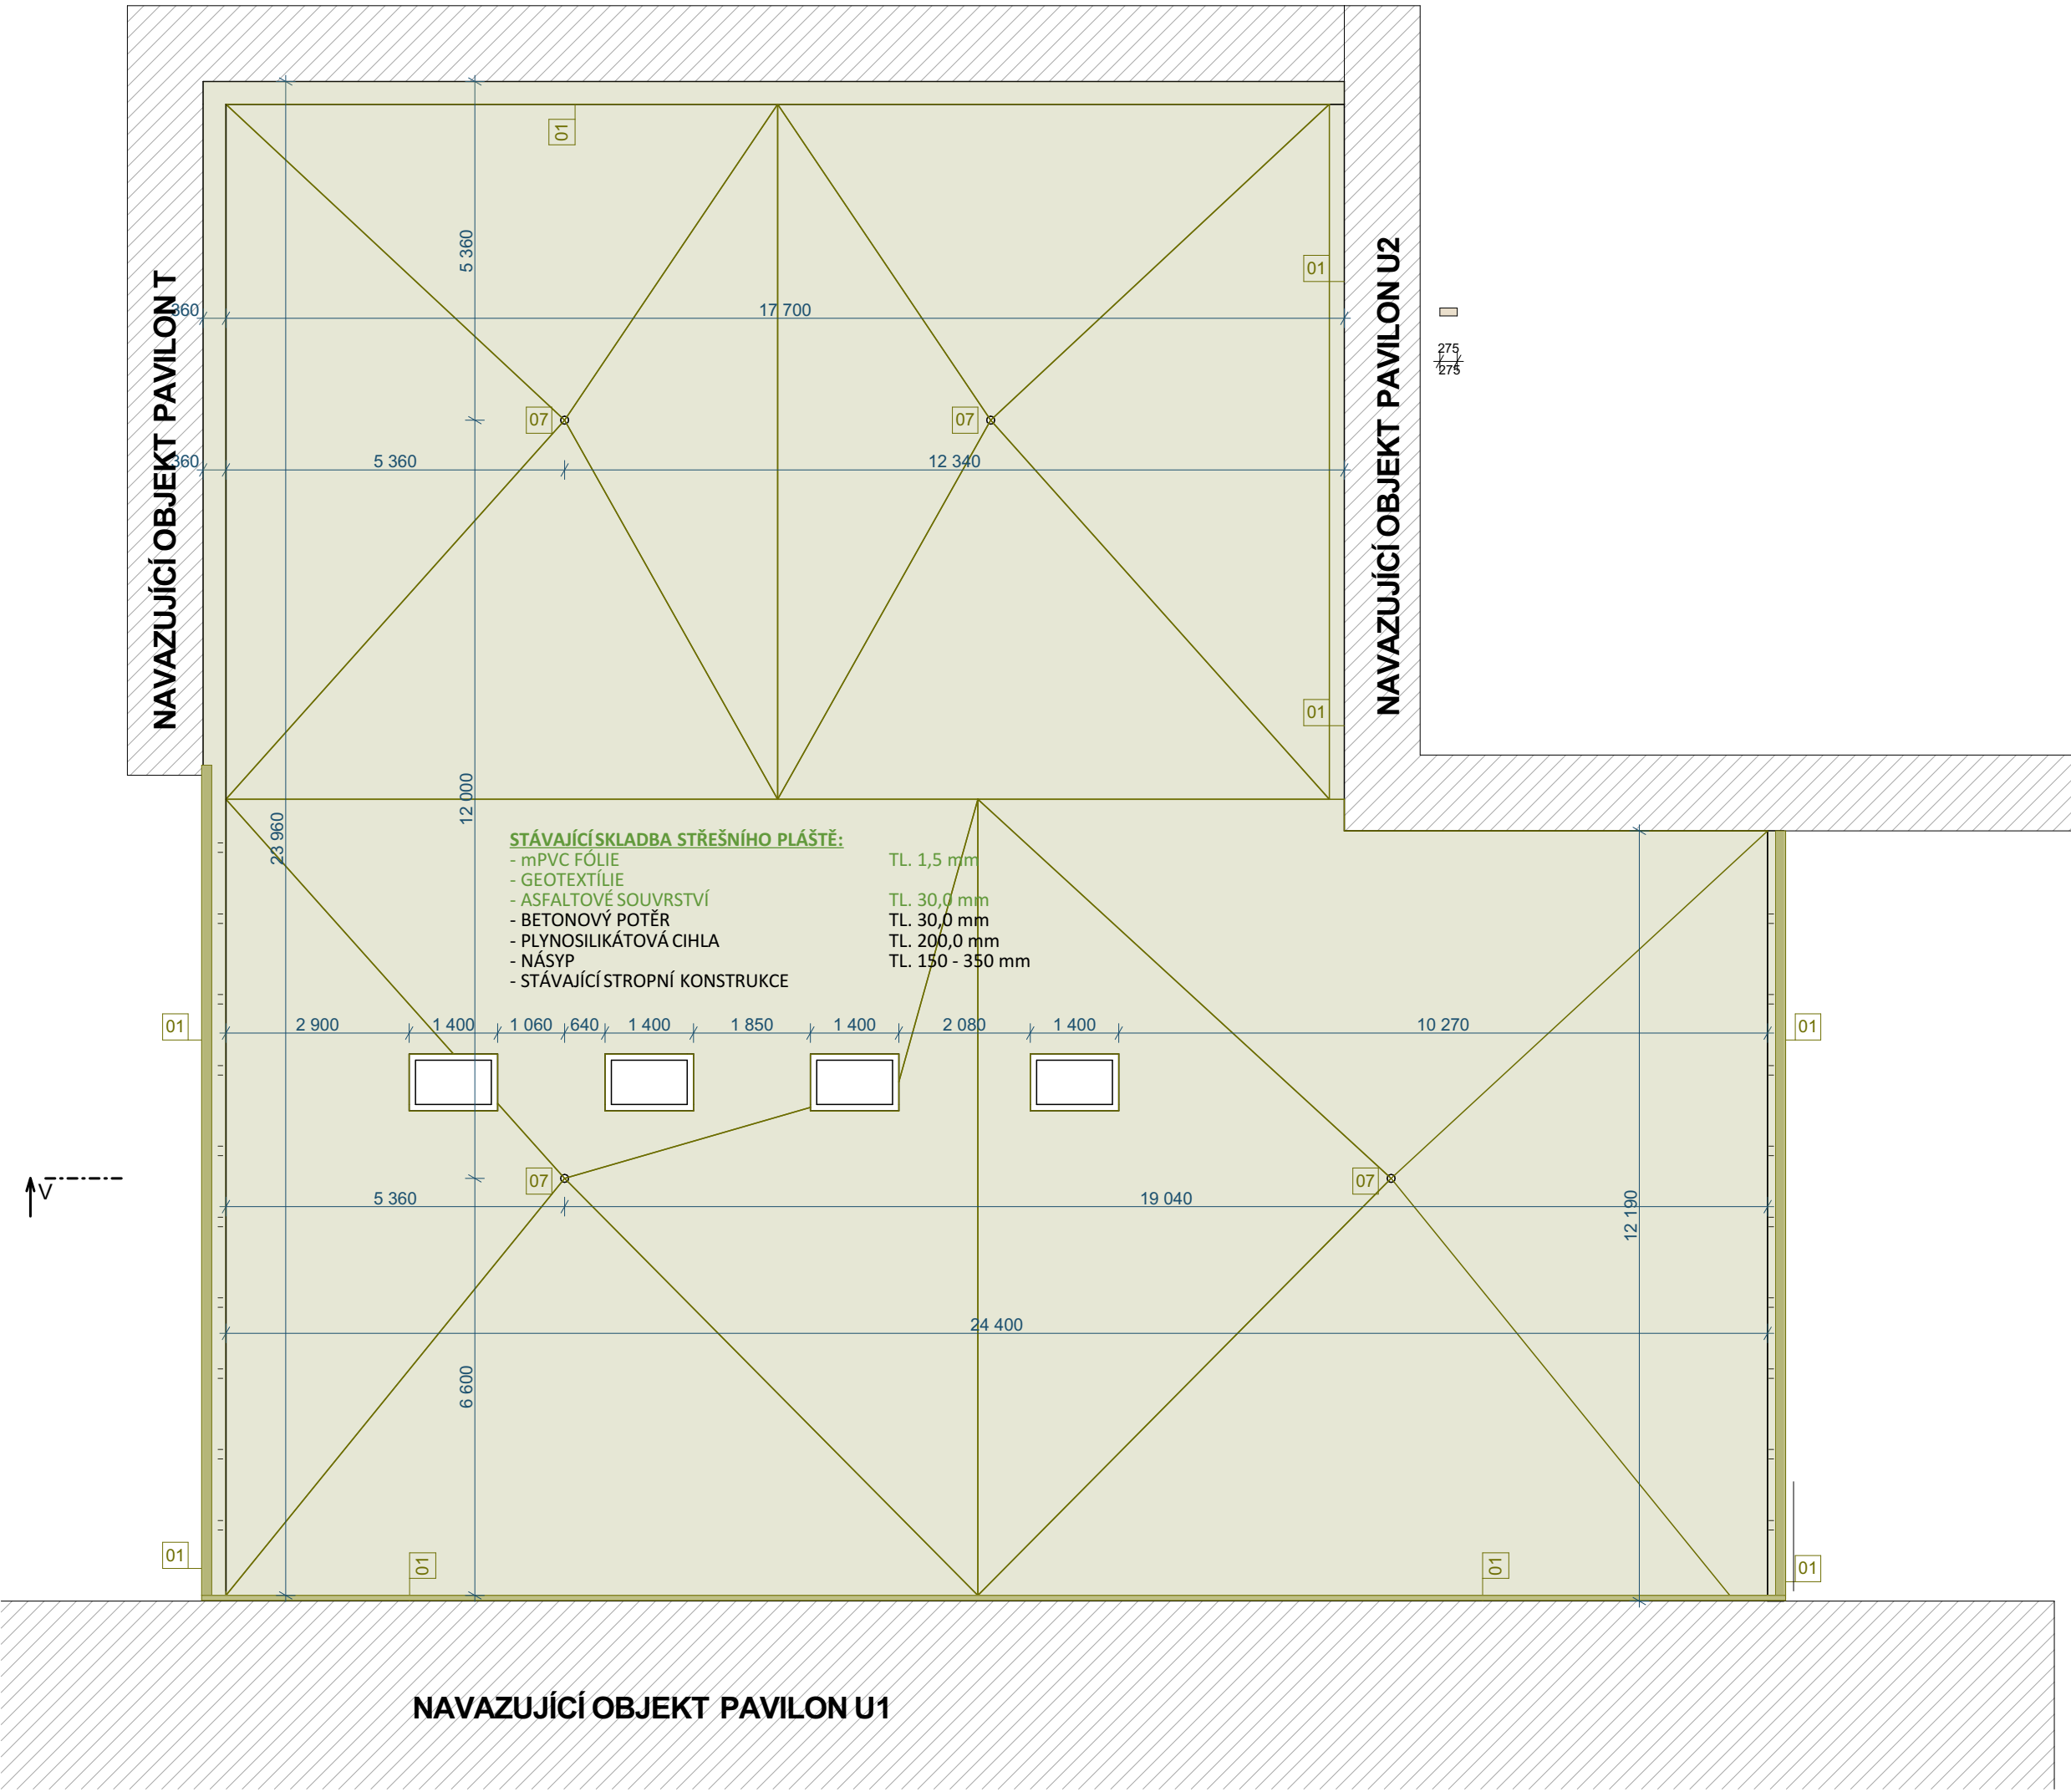 01
5 360
360
17 700
01
275
275
07
07
360
5 360
12 340
NAVAZUJÍCÍ OBJEKT PAVILON T
NAVAZUJÍCÍ OBJEKT PAVILON U2
01
12 000
23 960
STÁVAJÍCÍ SKLADBA STŘEŠNÍHO PLÁŠTĚ:
- mPVC FÓLIE TL. 1,5 mm
- GEOTEXTÍLIE
- ASFALTOVÉ SOUVRSTVÍ TL. 30,0 mm
- BETONOVÝ POTĚR TL. 30,0 mm
- PLYNOSILIKÁTOVÁ CIHLA TL. 200,0 mm
- NÁSYP TL. 150 - 350 mm
- STÁVAJÍCÍ STROPNÍ KONSTRUKCE
01
2 900 1 400 1 060 640 1 400 1 850 1 400 2 080 1 400 10 270
01
07
07
V
5 360
19 040
12 190
24 400
6 600
01
01
01
01
NAVAZUJÍCÍ OBJEKT PAVILON U1